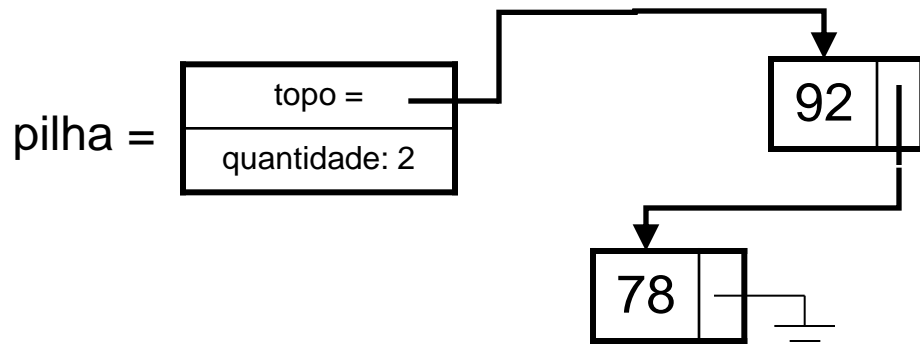 topo =
92
pilha =
quantidade: 2
78